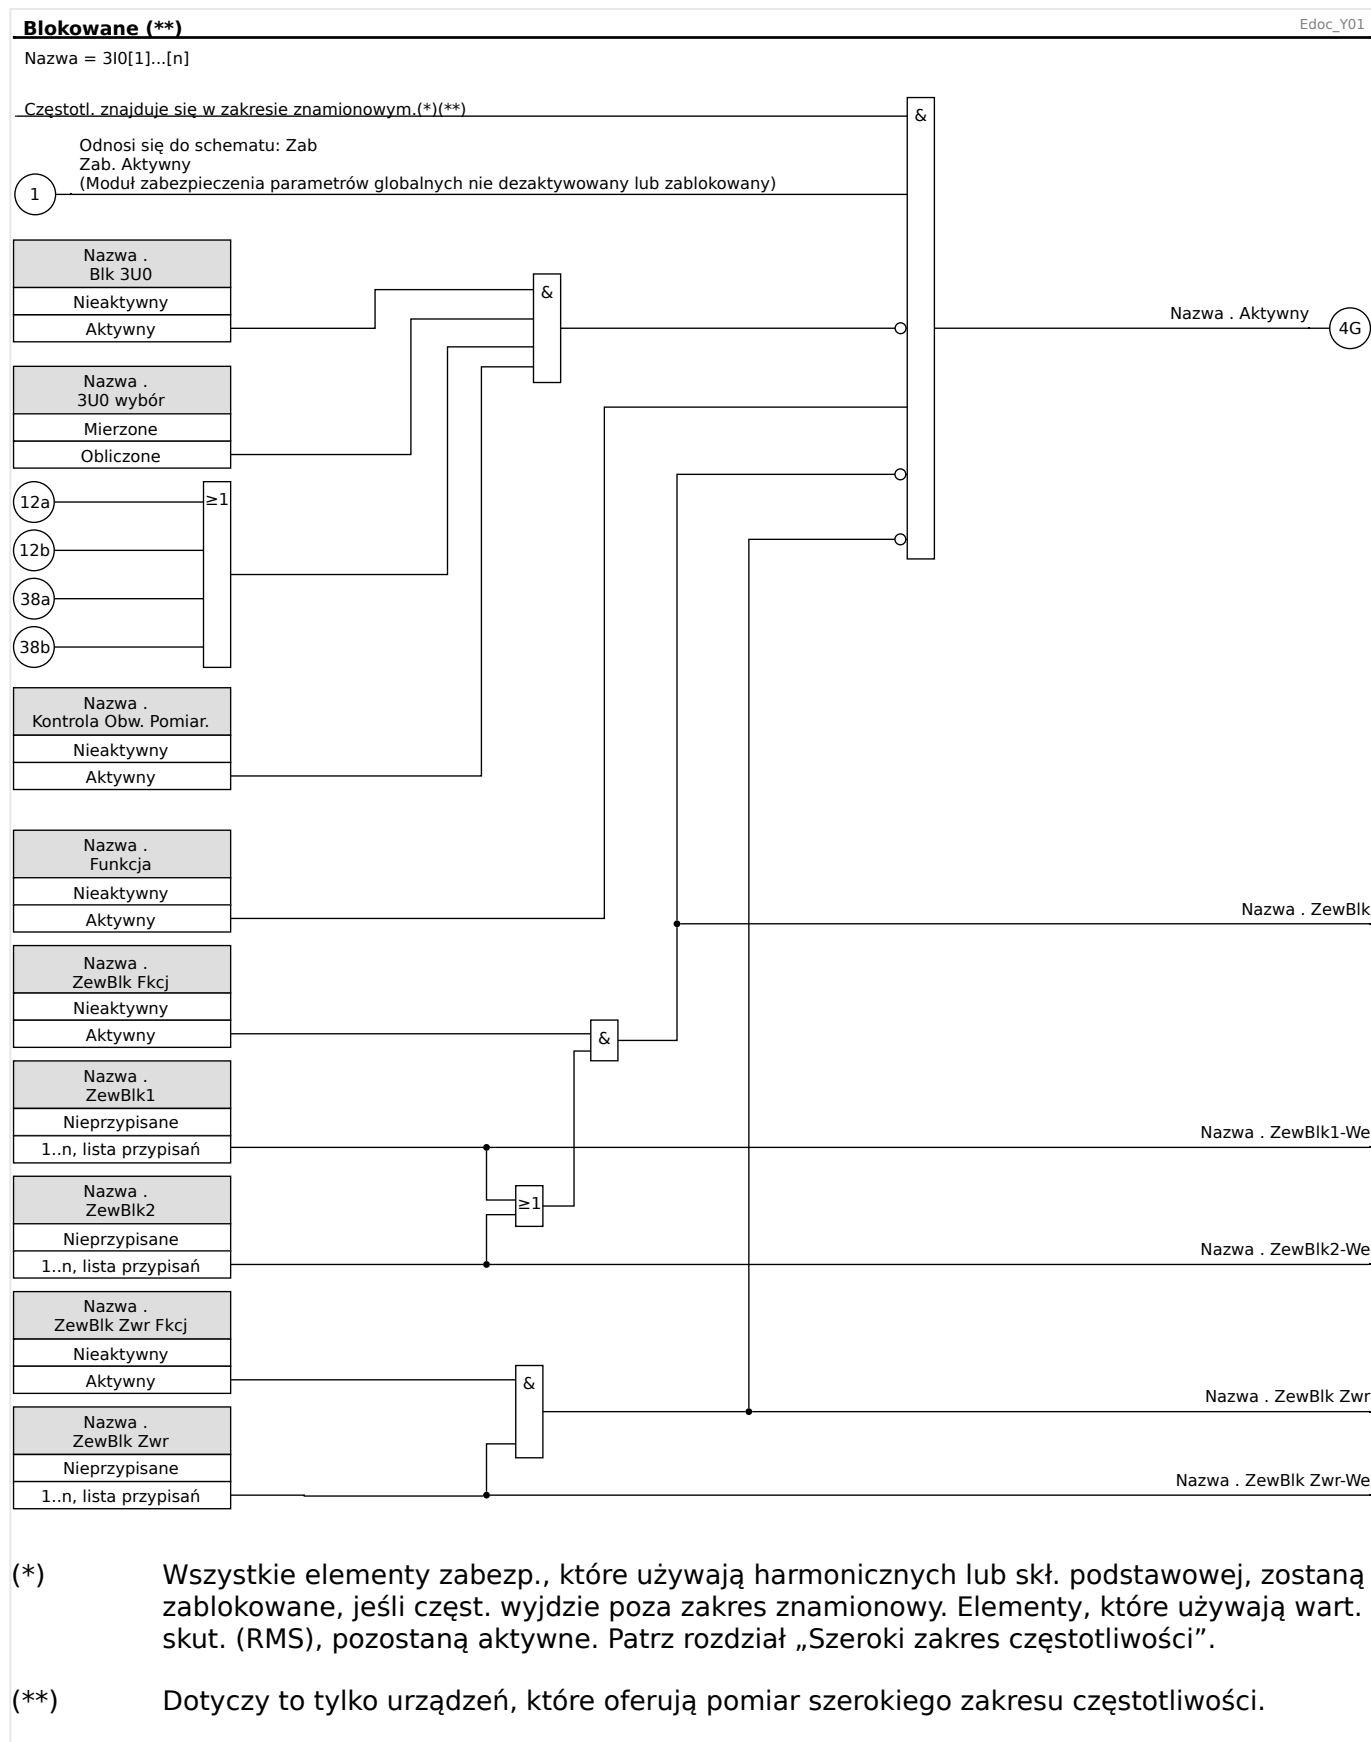 Blokowane (**)
Edoc_Y01
Nazwa = 3I0[1]...[n]
Częstotl. znajduje się w zakresie znamionowym.(*)(**)
&
Odnosi się do schematu: Zab
Zab. Aktywny
(Moduł zabezpieczenia parametrów globalnych nie dezaktywowany lub zablokowany)
1
Nazwa .
Blk 3U0
Nieaktywny
Aktywny
&
Nazwa . Aktywny
4G
Nazwa .
3U0 wybór
Mierzone
Obliczone
12a
≥1
12b
38a
38b
Nazwa .
Kontrola Obw. Pomiar.
Nieaktywny
Aktywny
Nazwa .
Funkcja
Nieaktywny
Aktywny
Nazwa . ZewBlk
Nazwa .
ZewBlk Fkcj
Nieaktywny
Aktywny
&
Nazwa .
ZewBlk1
Nieprzypisane
1..n, lista przypisań
Nazwa . ZewBlk1-We
Nazwa .
ZewBlk2
≥1
Nieprzypisane
1..n, lista przypisań
Nazwa . ZewBlk2-We
Nazwa .
ZewBlk Zwr Fkcj
Nieaktywny
Aktywny
&
Nazwa . ZewBlk Zwr
Nazwa .
ZewBlk Zwr
Nieprzypisane
1..n, lista przypisań
Nazwa . ZewBlk Zwr-We
(*) Wszystkie elementy zabezp., które używają harmonicznych lub skł. podstawowej, zostaną
zablokowane, jeśli częst. wyjdzie poza zakres znamionowy. Elementy, które używają wart.
skut. (RMS), pozostaną aktywne. Patrz rozdział „Szeroki zakres częstotliwości”.
(**) Dotyczy to tylko urządzeń, które oferują pomiar szerokiego zakresu częstotliwości.